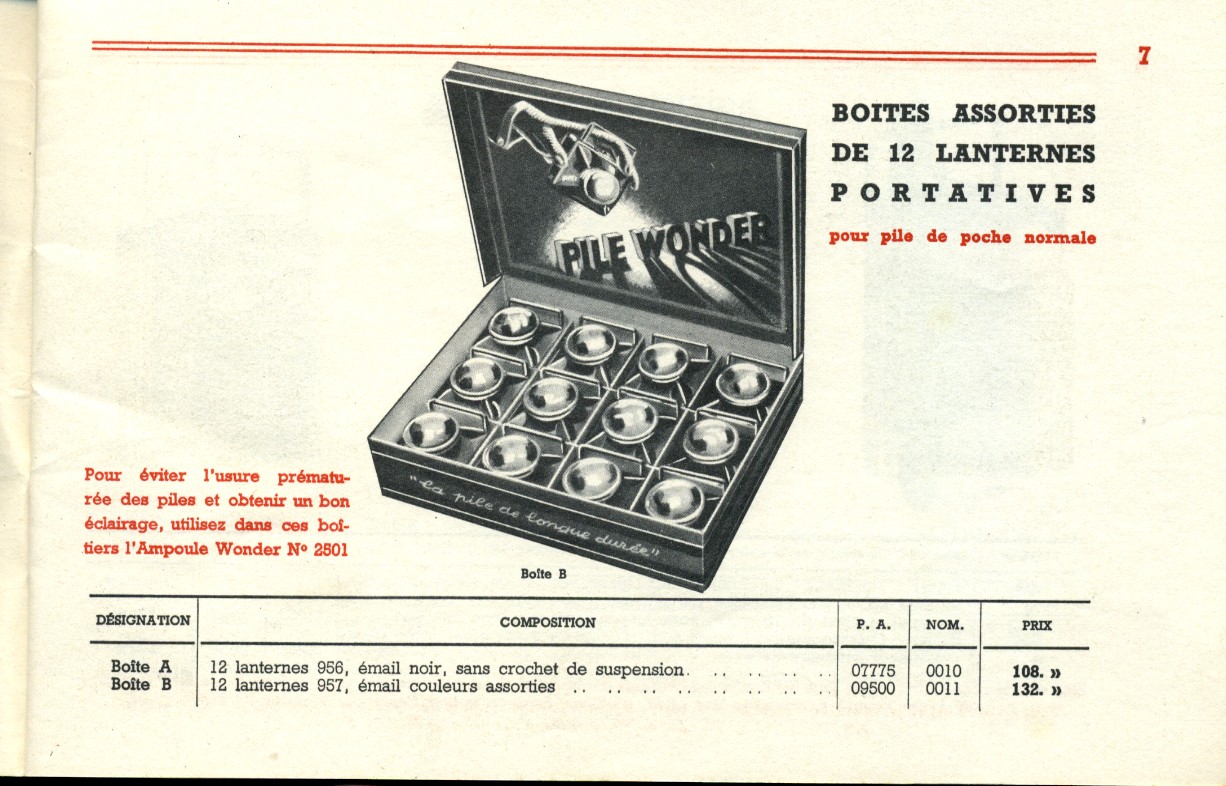 7
BOITES ASSORTIES
DE 12 LANTERNES
PORTATIVES
pour pile de poche normale
PILE WONDER
"la pile de longue durée"
Pour éviter l'usure prématu-
rée des piles et obtenir un bon
éclairage, utilisez dans ces boî-
tiers l'Ampoule Wonder Nº 2501
Boîte B
DÉSIGNATION COMPOSITION P. A. NOM. PRIX
Boîte A 12 lanternes 956, émail noir, sans crochet de suspension. .. .. .. .. 07775 0010 108. »
Boîte B 12 lanternes 957, émail couleurs assorties .. .. .. .. .. .. .. .. 09500 0011 132. »